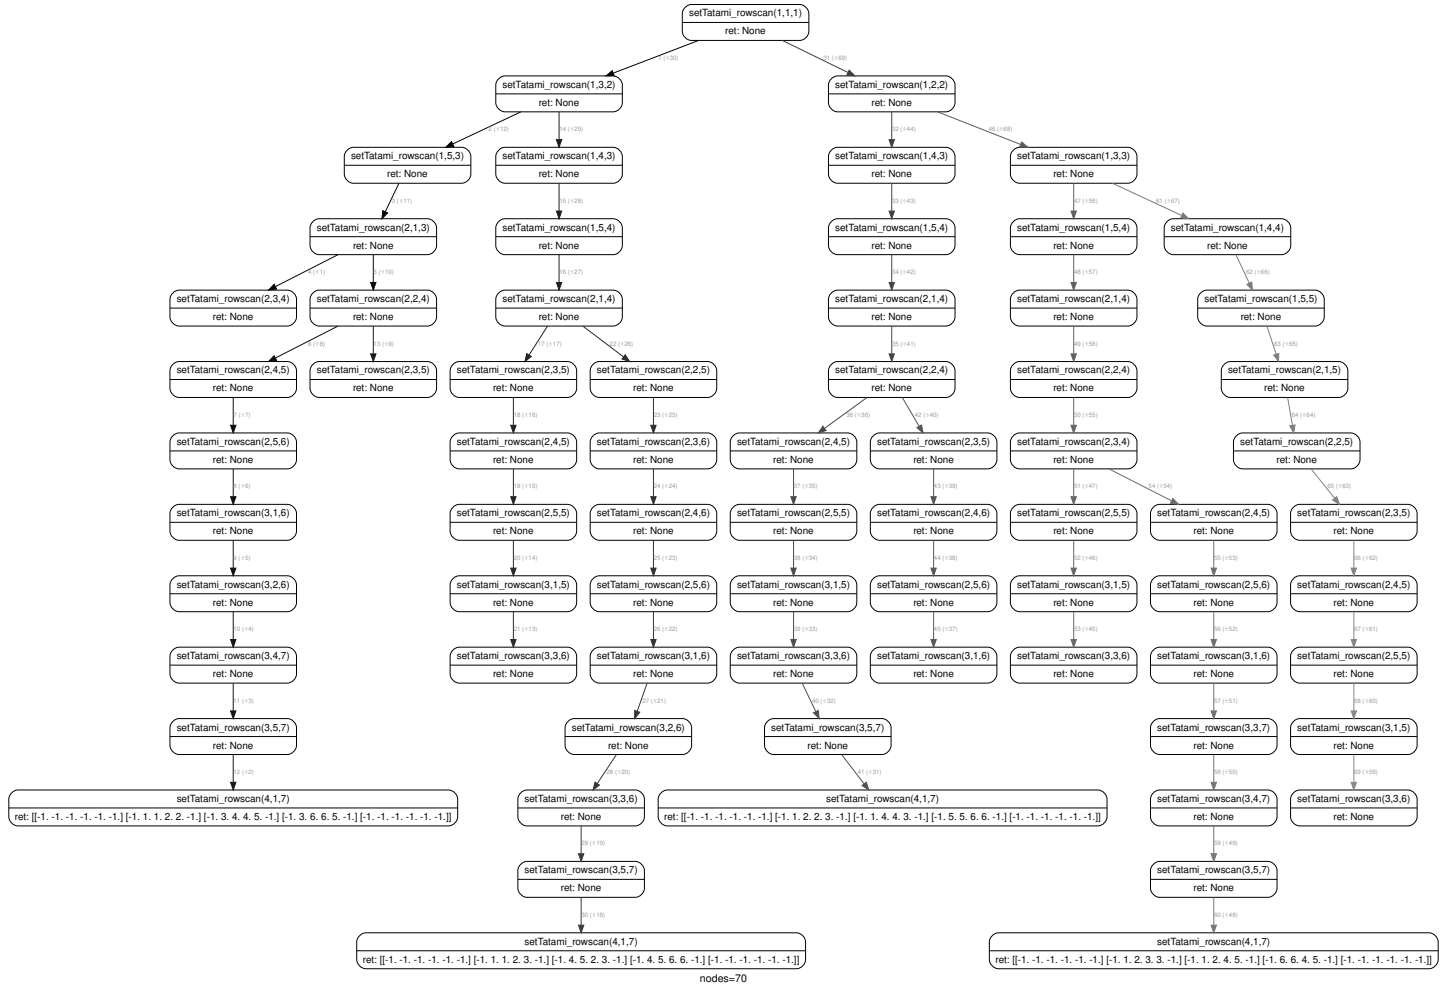 setTatami_rowscan(1,1,1)
ret: None
setTatami_rowscan(1,3,2)
ret: None
setTatami_rowscan(1,2,2)
ret: None
setTatami_rowscan(1,5,3)
ret: None
setTatami_rowscan(1,4,3)
ret: None
setTatami_rowscan(1,4,3)
ret: None
setTatami_rowscan(1,3,3)
ret: None
setTatami_rowscan(2,1,3)
ret: None
setTatami_rowscan(1,5,4)
ret: None
setTatami_rowscan(1,5,4)
ret: None
setTatami_rowscan(1,5,4)
ret: None
setTatami_rowscan(1,4,4)
ret: None
setTatami_rowscan(2,3,4)
ret: None
setTatami_rowscan(2,2,4)
ret: None
setTatami_rowscan(2,1,4)
ret: None
setTatami_rowscan(2,1,4)
ret: None
setTatami_rowscan(2,1,4)
ret: None
setTatami_rowscan(1,5,5)
ret: None
setTatami_rowscan(2,4,5)
ret: None
setTatami_rowscan(2,3,5)
ret: None
setTatami_rowscan(2,3,5)
ret: None
setTatami_rowscan(2,2,5)
ret: None
setTatami_rowscan(2,2,4)
ret: None
setTatami_rowscan(2,2,4)
ret: None
setTatami_rowscan(2,1,5)
ret: None
setTatami_rowscan(2,5,6)
ret: None
setTatami_rowscan(2,4,5)
ret: None
setTatami_rowscan(2,3,6)
ret: None
setTatami_rowscan(2,4,5)
ret: None
setTatami_rowscan(2,3,5)
ret: None
setTatami_rowscan(2,3,4)
ret: None
setTatami_rowscan(2,2,5)
ret: None
setTatami_rowscan(3,1,6)
ret: None
setTatami_rowscan(2,5,5)
ret: None
setTatami_rowscan(2,4,6)
ret: None
setTatami_rowscan(2,5,5)
ret: None
setTatami_rowscan(2,4,6)
ret: None
setTatami_rowscan(2,5,5)
ret: None
setTatami_rowscan(2,4,5)
ret: None
setTatami_rowscan(2,3,5)
ret: None
setTatami_rowscan(3,2,6)
ret: None
setTatami_rowscan(3,1,5)
ret: None
setTatami_rowscan(2,5,6)
ret: None
setTatami_rowscan(3,1,5)
ret: None
setTatami_rowscan(2,5,6)
ret: None
setTatami_rowscan(3,1,5)
ret: None
setTatami_rowscan(2,5,6)
ret: None
setTatami_rowscan(2,4,5)
ret: None
setTatami_rowscan(3,4,7)
ret: None
setTatami_rowscan(3,3,6)
ret: None
setTatami_rowscan(3,1,6)
ret: None
setTatami_rowscan(3,3,6)
ret: None
setTatami_rowscan(3,1,6)
ret: None
setTatami_rowscan(3,3,6)
ret: None
setTatami_rowscan(3,1,6)
ret: None
setTatami_rowscan(2,5,5)
ret: None
setTatami_rowscan(3,5,7)
ret: None
setTatami_rowscan(3,2,6)
ret: None
setTatami_rowscan(3,5,7)
ret: None
setTatami_rowscan(3,3,7)
ret: None
setTatami_rowscan(3,1,5)
ret: None
setTatami_rowscan(4,1,7)
ret: [[-1. -1. -1. -1. -1. -1. -1.] [-1. 1. 1. 2. 2. -1.] [-1. 3. 4. 4. 5. -1.] [-1. 3. 6. 6. 5. -1.] [-1. -1. -1. -1. -1. -1.]]
setTatami_rowscan(3,3,6)
ret: None
setTatami_rowscan(4,1,7)
ret: [[-1. -1. -1. -1. -1. -1.] [-1. 1. 2. 2. 3. -1.] [-1. 1. 4. 4. 3. -1.] [-1. 5. 5. 6. 6. -1.] [-1. -1. -1. -1. -1. -1.]]
setTatami_rowscan(3,4,7)
ret: None
setTatami_rowscan(3,3,6)
ret: None
setTatami_rowscan(3,5,7)
ret: None
setTatami_rowscan(3,5,7)
ret: None
setTatami_rowscan(4,1,7)
ret: [[-1. -1. -1. -1. -1. -1.] [-1. 1. 1. 2. 3. -1.] [-1. 4. 5. 2. 3. -1.] [-1. 4. 5. 6. 6. -1.] [-1. -1. -1. -1. -1. -1.]]
setTatami_rowscan(4,1,7)
ret: [[-1. -1. -1. -1. -1. -1.] [-1. 1. 2. 3. 3. -1.] [-1. 1. 2. 4. 5. -1.] [-1. 6. 6. 4. 5. -1.] [-1. -1. -1. -1. -1. -1.]]
nodes=70